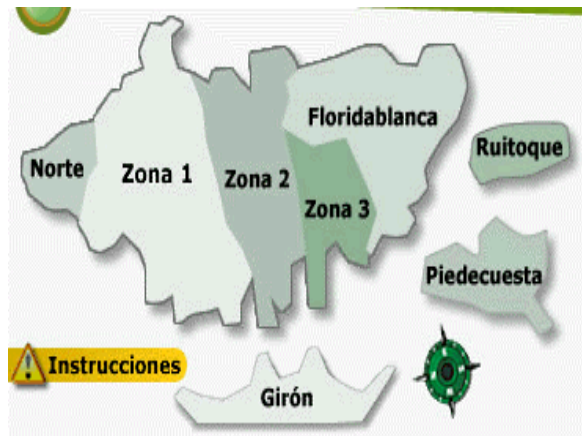 Floridablanca
Ruitoque
Norte
Zona 1
Zona 2
Zona 3
Piedecuesta
Instrucciones
Girón